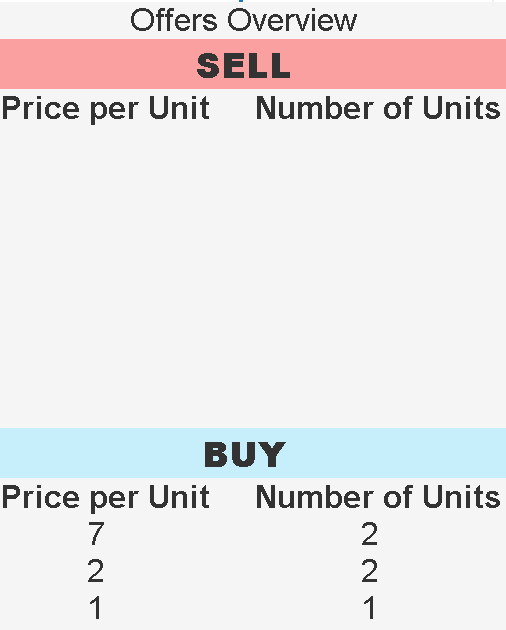 Offers Overview
SELL
Price per Unit Number of Units
BUY
Price per Unit Number of Units
7 2
2 2
1 1